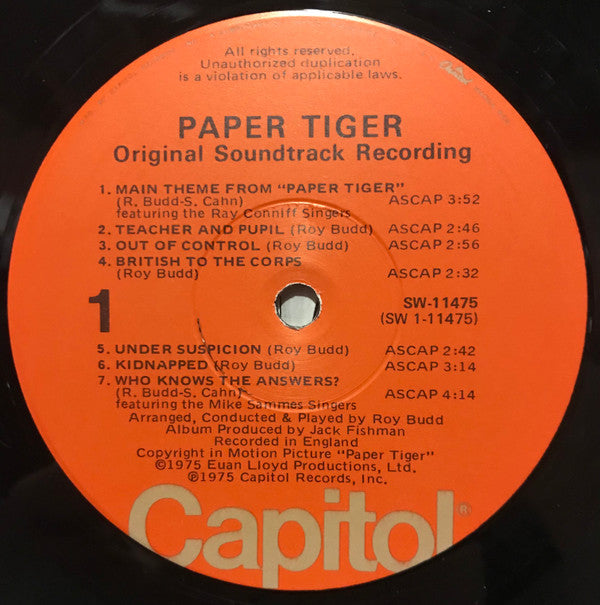 All rights reserved.
Unauthorized duplication
is a violation of applicable laws.
PAPER TIGER
Original Soundtrack Recording
1. MAIN THEME FROM “PAPER TIGER”
(R. Budd-S. Cahn) ASCAP 3:52
featuring the Ray Conniff Singers
2. TEACHER AND PUPIL (Roy Budd) ASCAP 2:46
3. OUT OF CONTROL (Roy Budd) ASCAP 2:56
4. BRITISH TO THE CORPS
(Roy Budd) ASCAP 2:32
1
SW-11475
(SW 1-11475)
5. UNDER SUSPICION (Roy Budd) ASCAP 2:42
6. KIDNAPPED (Roy Budd) ASCAP 3:14
7. WHO KNOWS THE ANSWERS?
(R. Budd-S. Cahn) ASCAP 4:14
featuring the Mike Sammes Singers
Arranged, Conducted & Played by Roy Budd
Album Produced by Jack Fishman
Recorded in England
Copyright in Motion Picture “Paper Tiger”
©1975 Euan Lloyd Productions, Ltd.
℗1975 Capitol Records, Inc.
Capitol®